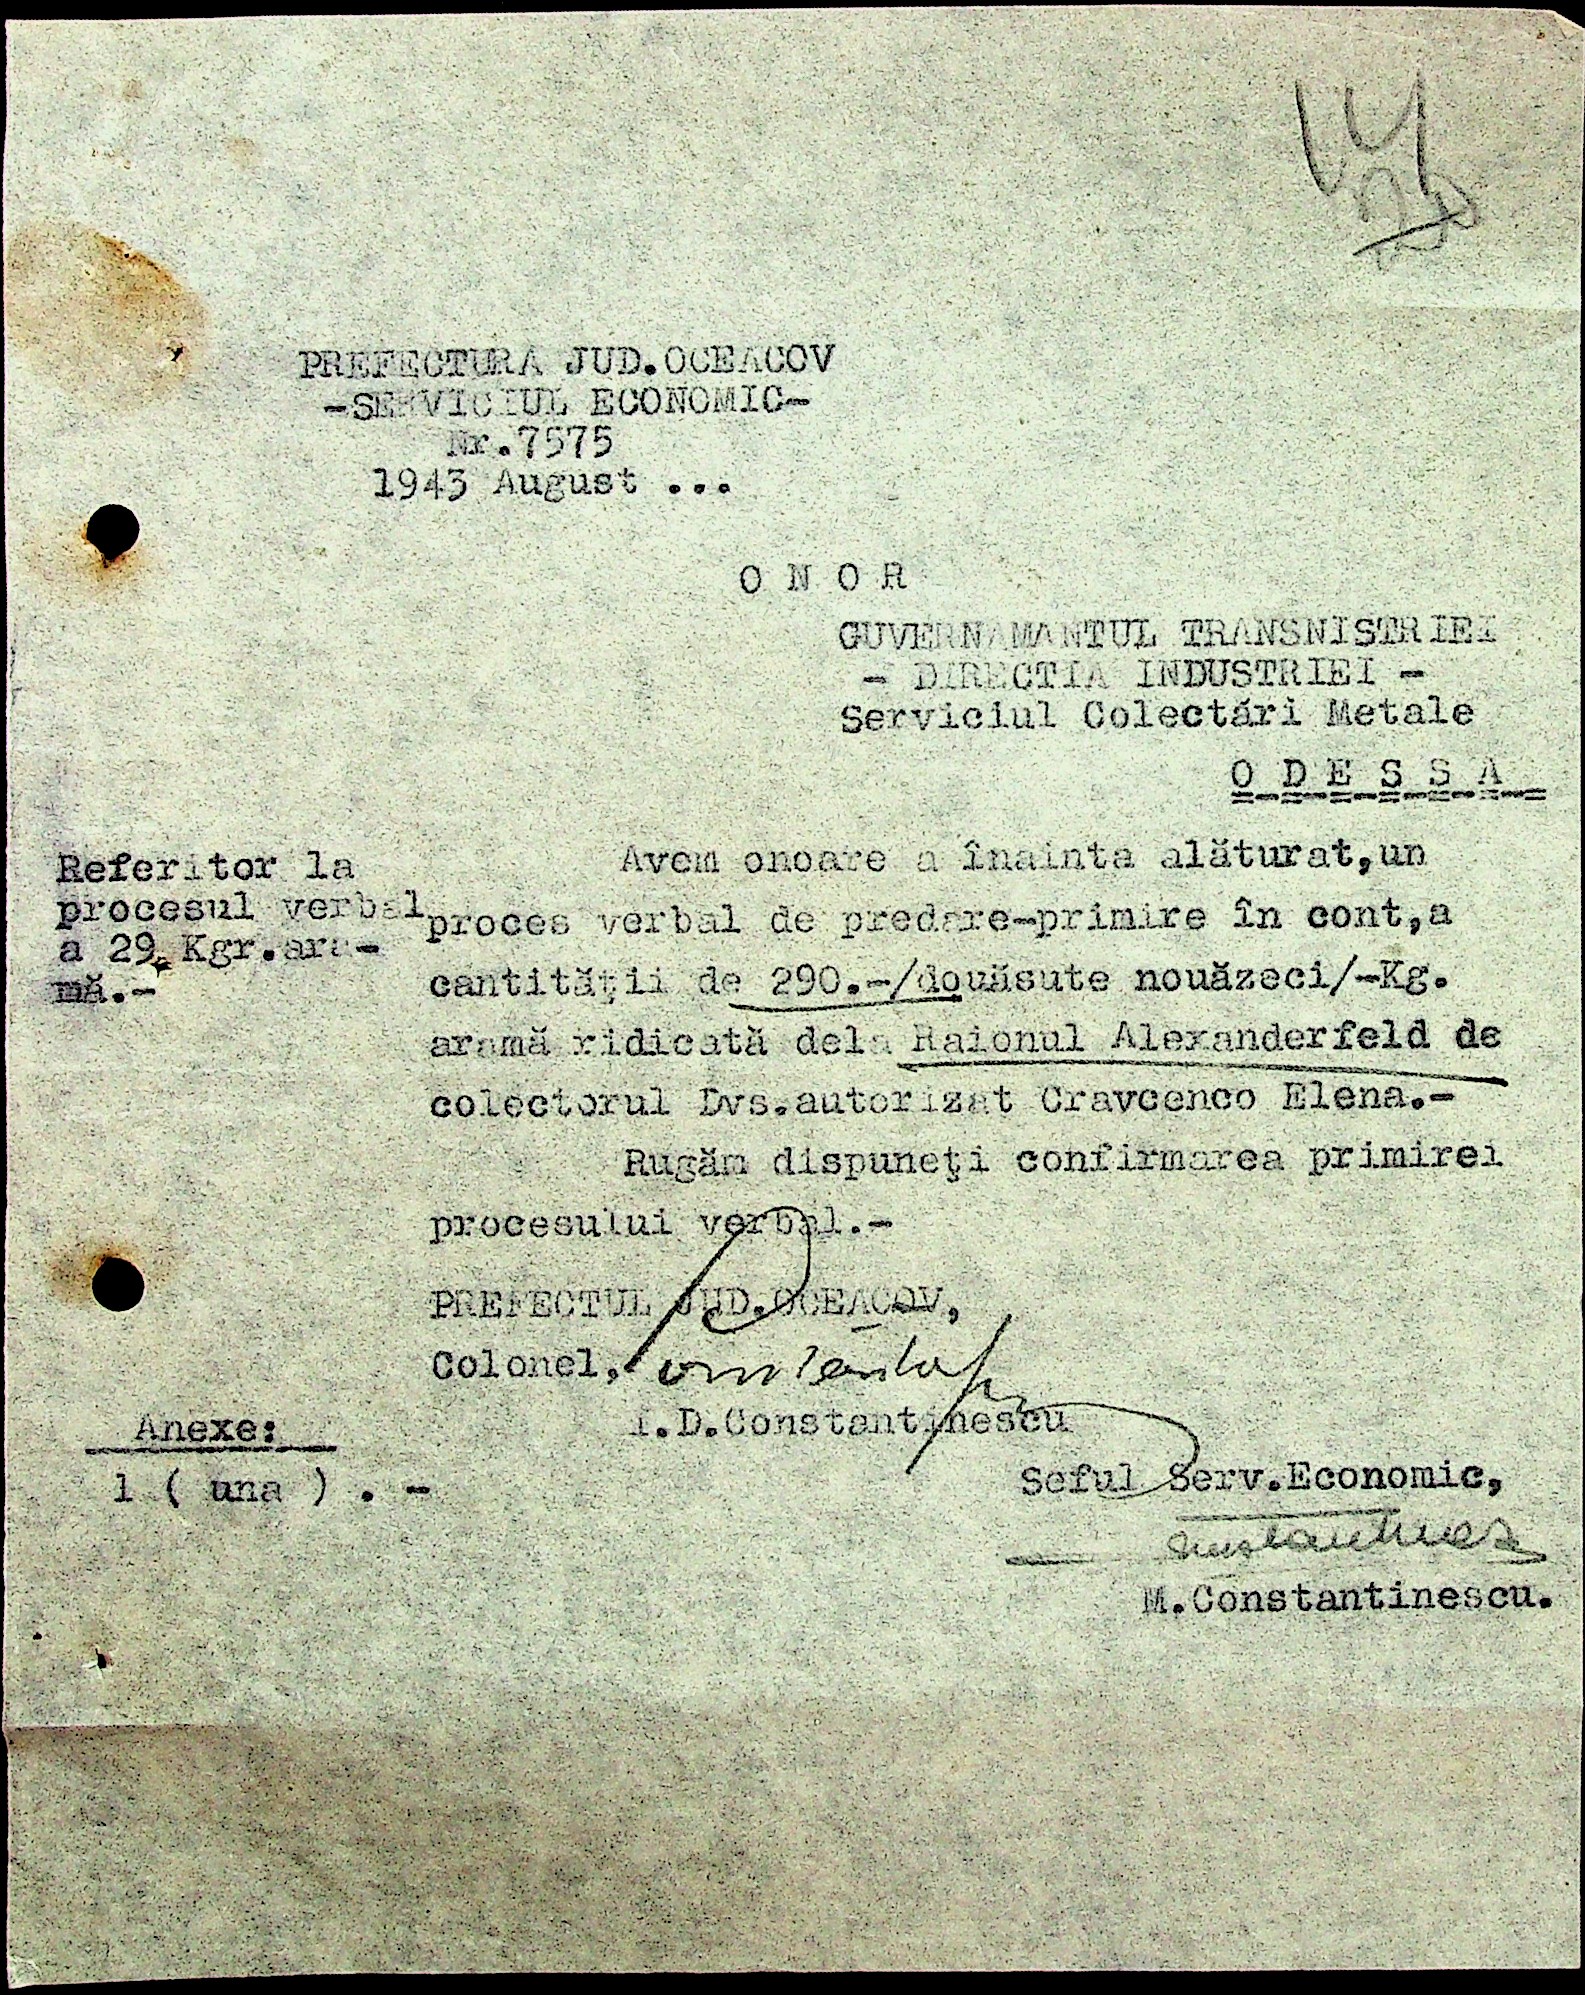 PREFECTURA JUD.OCEACOV
-SERVICIUL ECONOMIC-
Nr.7575
1943 August ...
O N O R
GUVERNAMANTUL TRANSNISTRIEI
- DIRECTIA INDUSTRIEI -
Serviciul Colectări Metale
O D E S S A
Referitor la
procesul verbal
a 29 Kgr.ara-
mă.-
Avem onoare a înainta alăturat,un
proces verbal de predare-primire în cont,a
cantităţii de 290.-/douăsute nouăzeci/-Kg.
aramă ridicată dela Raionul Alexanderfeld de
colectorul Dvs.autorizat Cravcenco Elena.-
Rugăm dispuneţi confirmarea primirei
procesului verbal.-
PREFECTUL JUD.OCEACOV,
Colonel,
I.D.Constantinescu
Anexe:
1 ( una ) . -
Seful Serv.Economic,
M.Constantinescu.